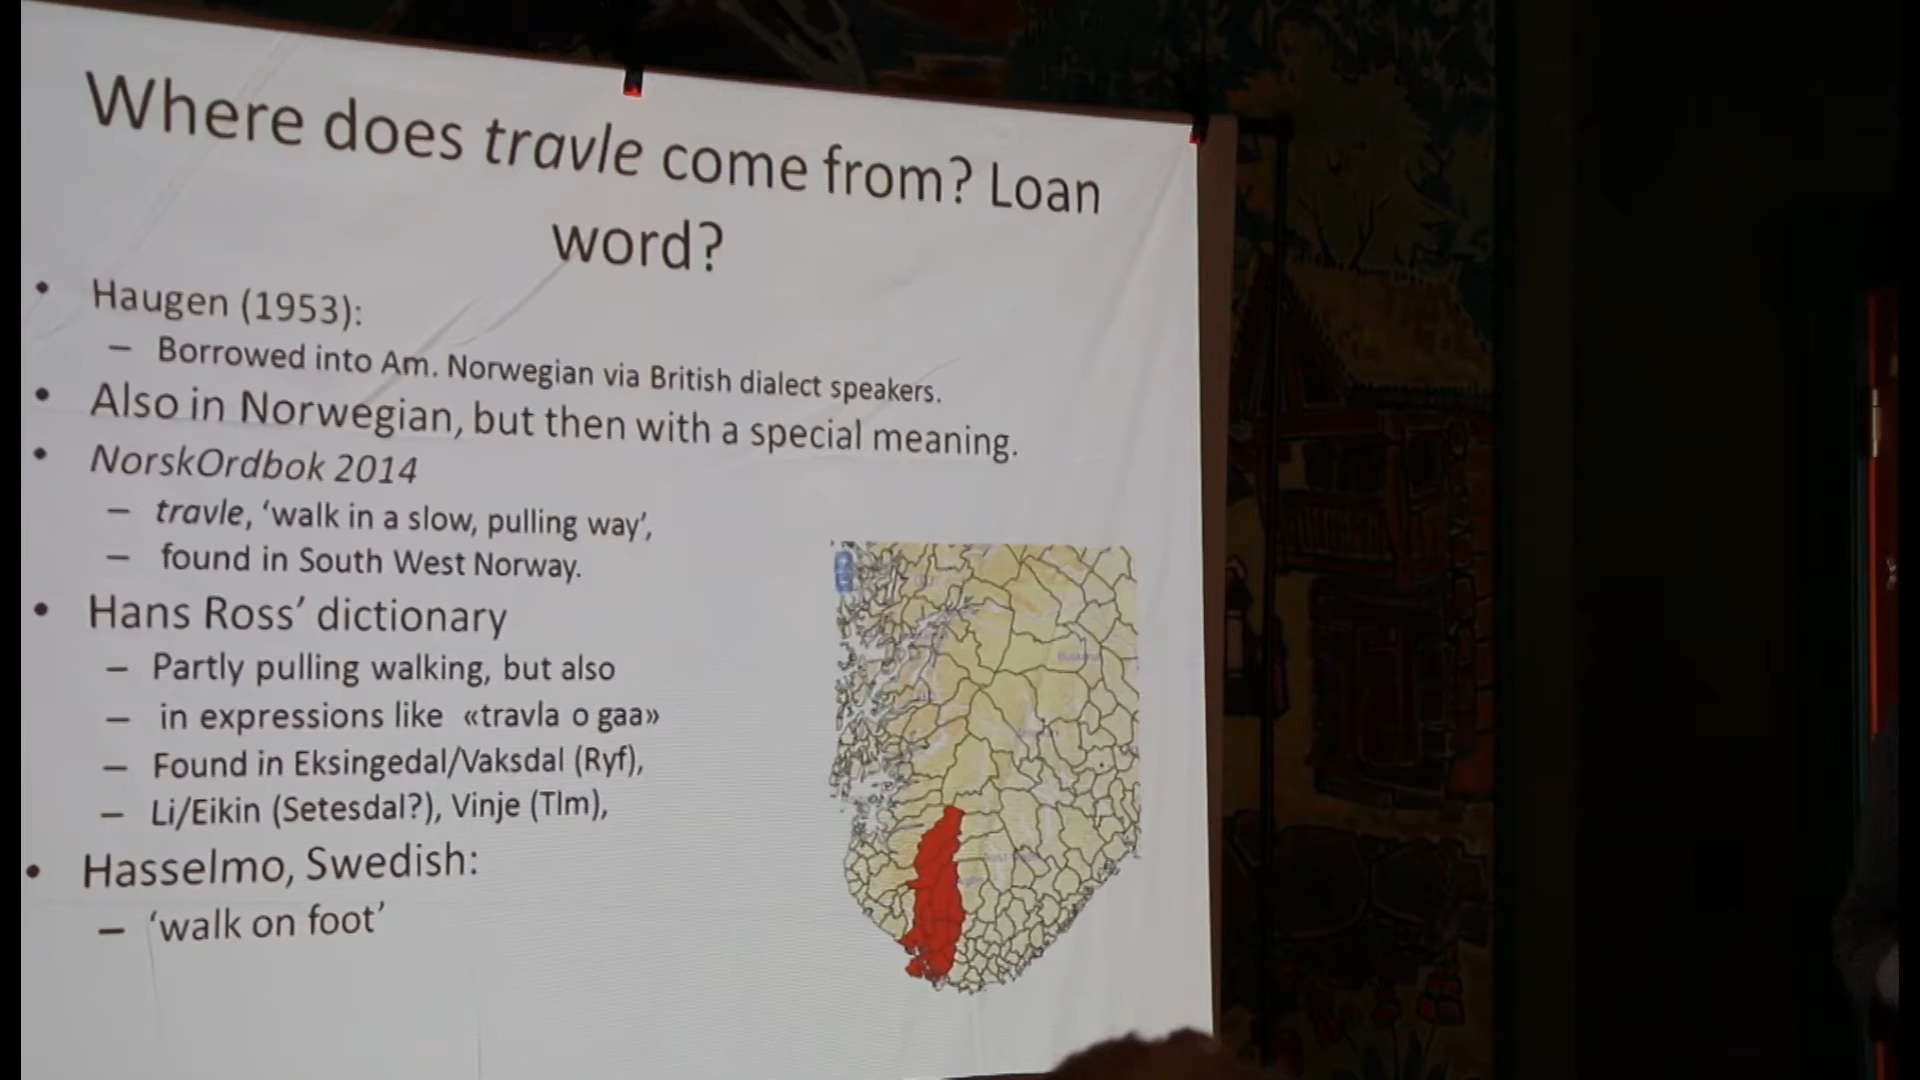 Where does travle come from? Loan
word?
• Haugen (1953):
– Borrowed into Am. Norwegian via British dialect speakers.
• Also in Norwegian, but then with a special meaning.
• NorskOrdbok 2014
– travle, ‘walk in a slow, pulling way’,
– found in South West Norway.
• Hans Ross’ dictionary
– Partly pulling walking, but also
– in expressions like «travla o gaa»
– Found in Eksingedal/Vaksdal (Ryf),
– Li/Eikin (Setesdal?), Vinje (Tlm),
• Hasselmo, Swedish:
– ‘walk on foot’